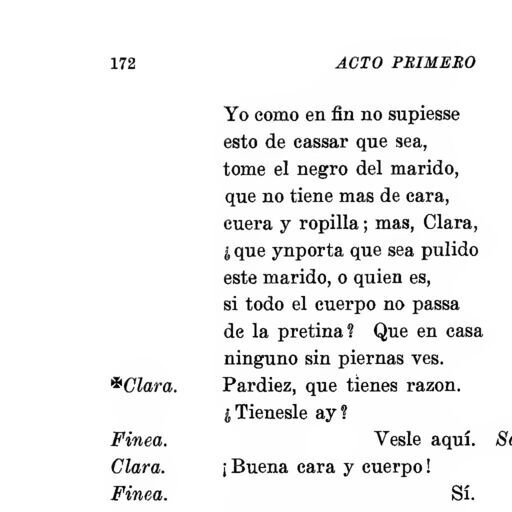 172 ACTO PRIMERO
Yo como en fin no supiesse
esto de cassar que sea,
tome el negro del marido,
que no tiene mas de cara,
cuera y ropilla; mas, Clara,
¿que ynporta que sea pulido
este marido, o quien es,
si todo el cuerpo no passa
de la pretina? Que en casa
ninguno sin piernas ves.
✠Clara. Pardiez, que tienes razon.
¿Tienesle ay?
Finea. Vesle aquí.
Clara. ¡Buena cara y cuerpo!
Finea. Sí.